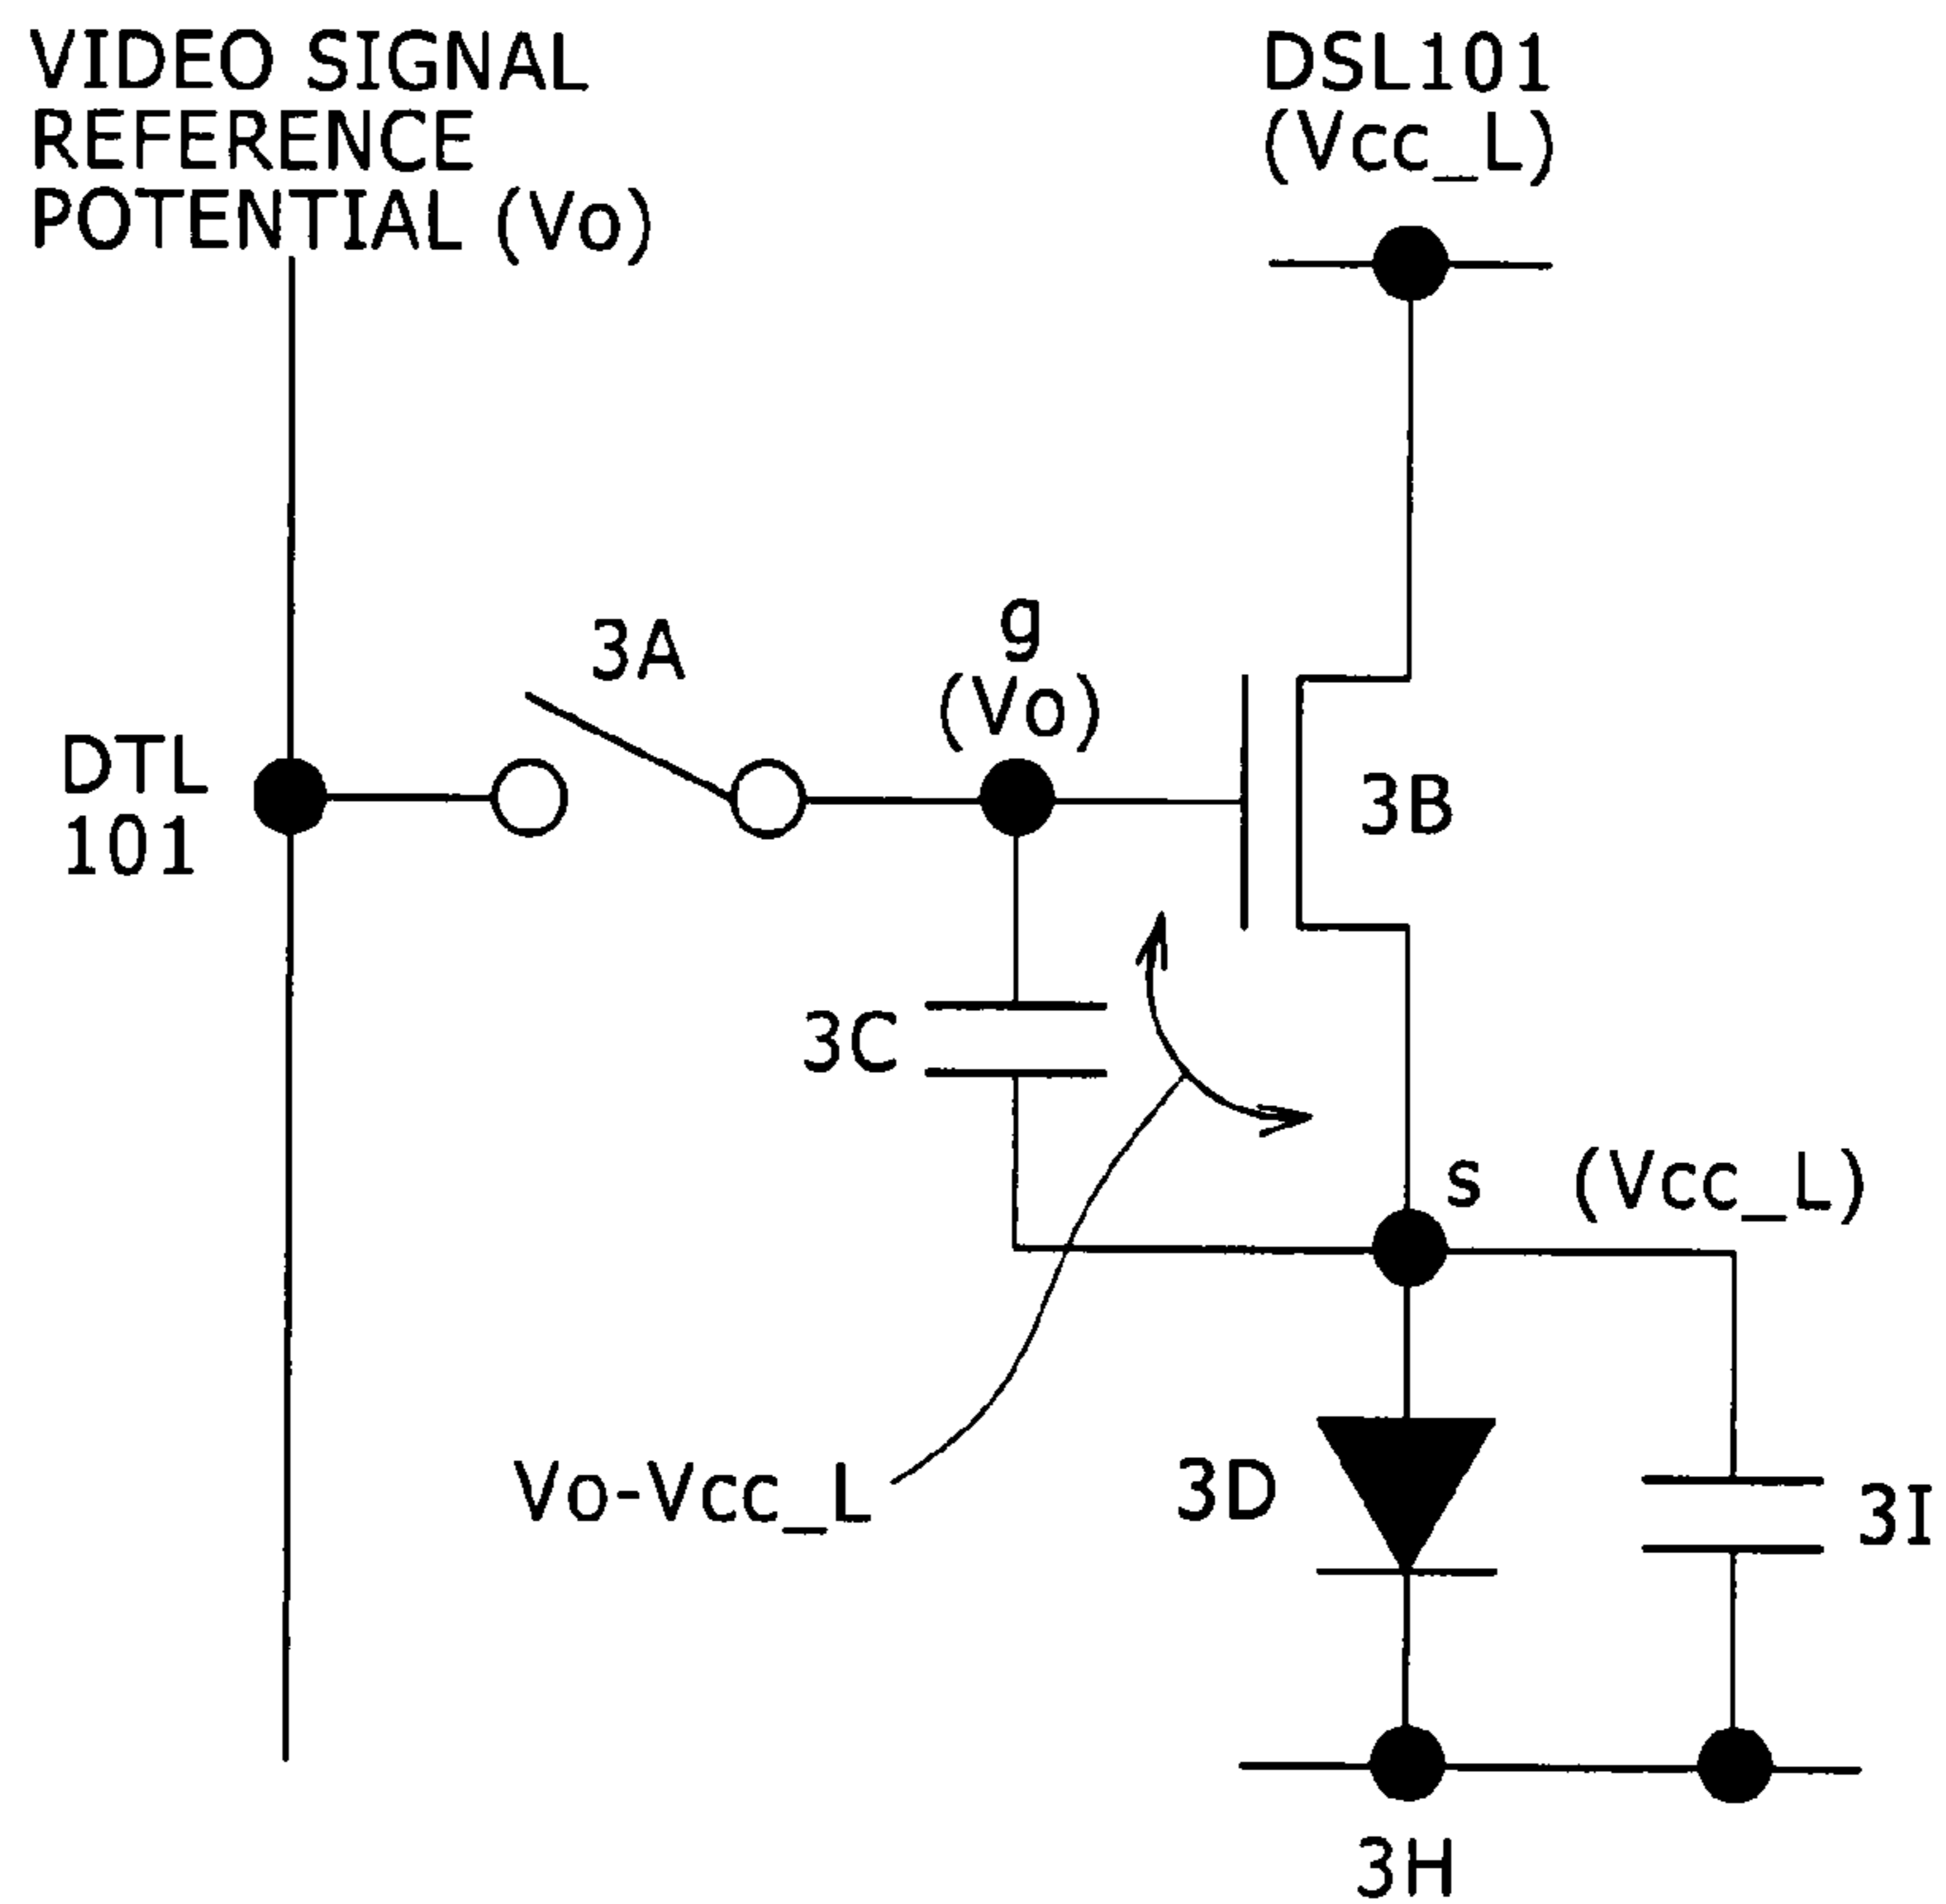 VIDEO SIGNAL
REFERENCE
POTENTIAL (Vo)
DSL101
(Vcc_L)
3A
g
(Vo)
DTL
101
3B
3C
s (Vcc_L)
Vo-Vcc_L
3D
3I
3H